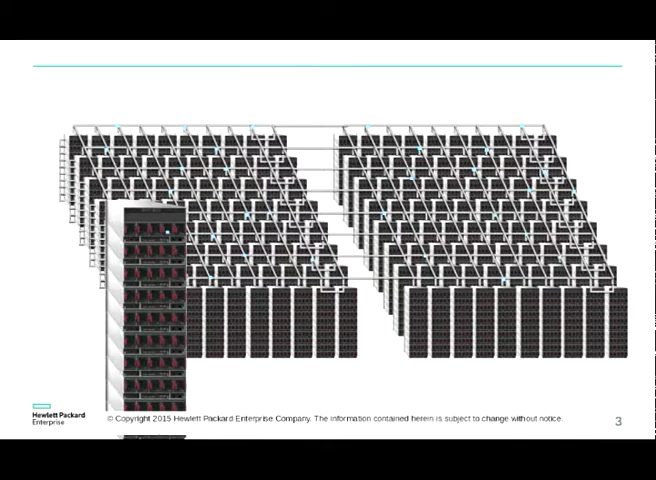 Hewlett Packard
Enterprise
© Copyright 2015 Hewlett Packard Enterprise Company. The information contained herein is subject to change without notice.
3